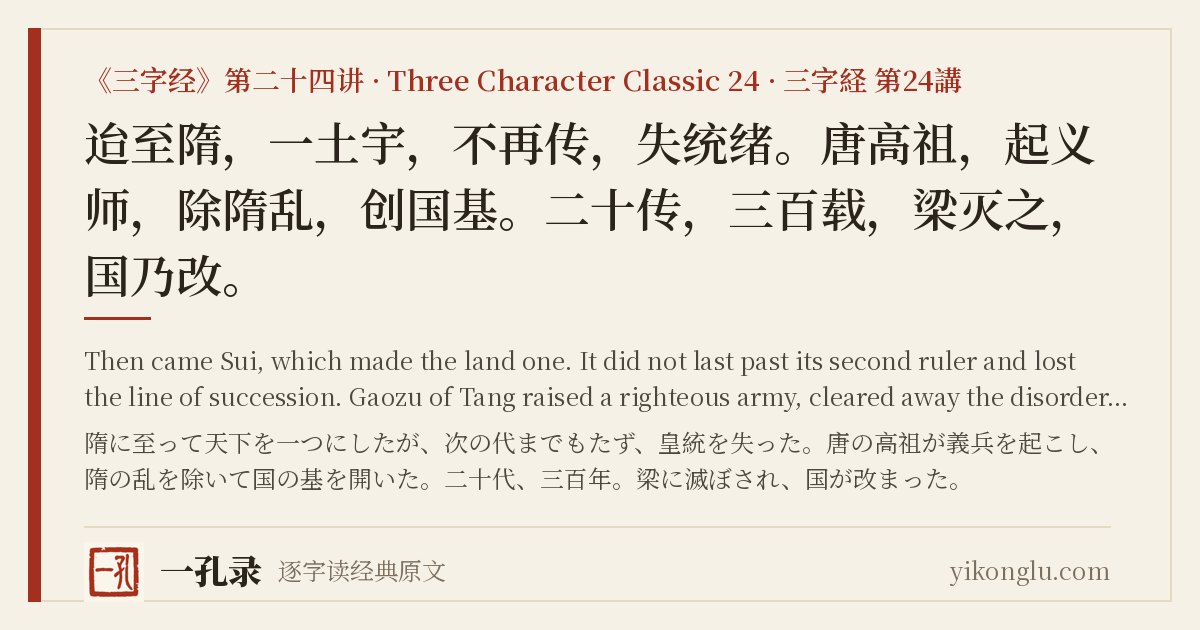 《三字经》第二十四讲 · Three Character Classic 24 · 三字経 第24講
迨至隋，一土宇，不再传，失统绪。唐高祖，起义
师，除隋乱，创国基。二十传，三百载，梁灭之，
国乃改。
Then came Sui, which made the land one. It did not last past its second ruler and lost
the line of succession. Gaozu of Tang raised a righteous army, cleared away the disorder...
隋に至って天下を一つにしたが、次の代までもたず、皇統を失った。唐の高祖が義兵を起こし、
隋の乱を除いて国の基を開いた。二十代、三百年。梁に滅ぼされ、国が改まった。
一孔
一孔录 逐字读经典原文
yikonglu.com